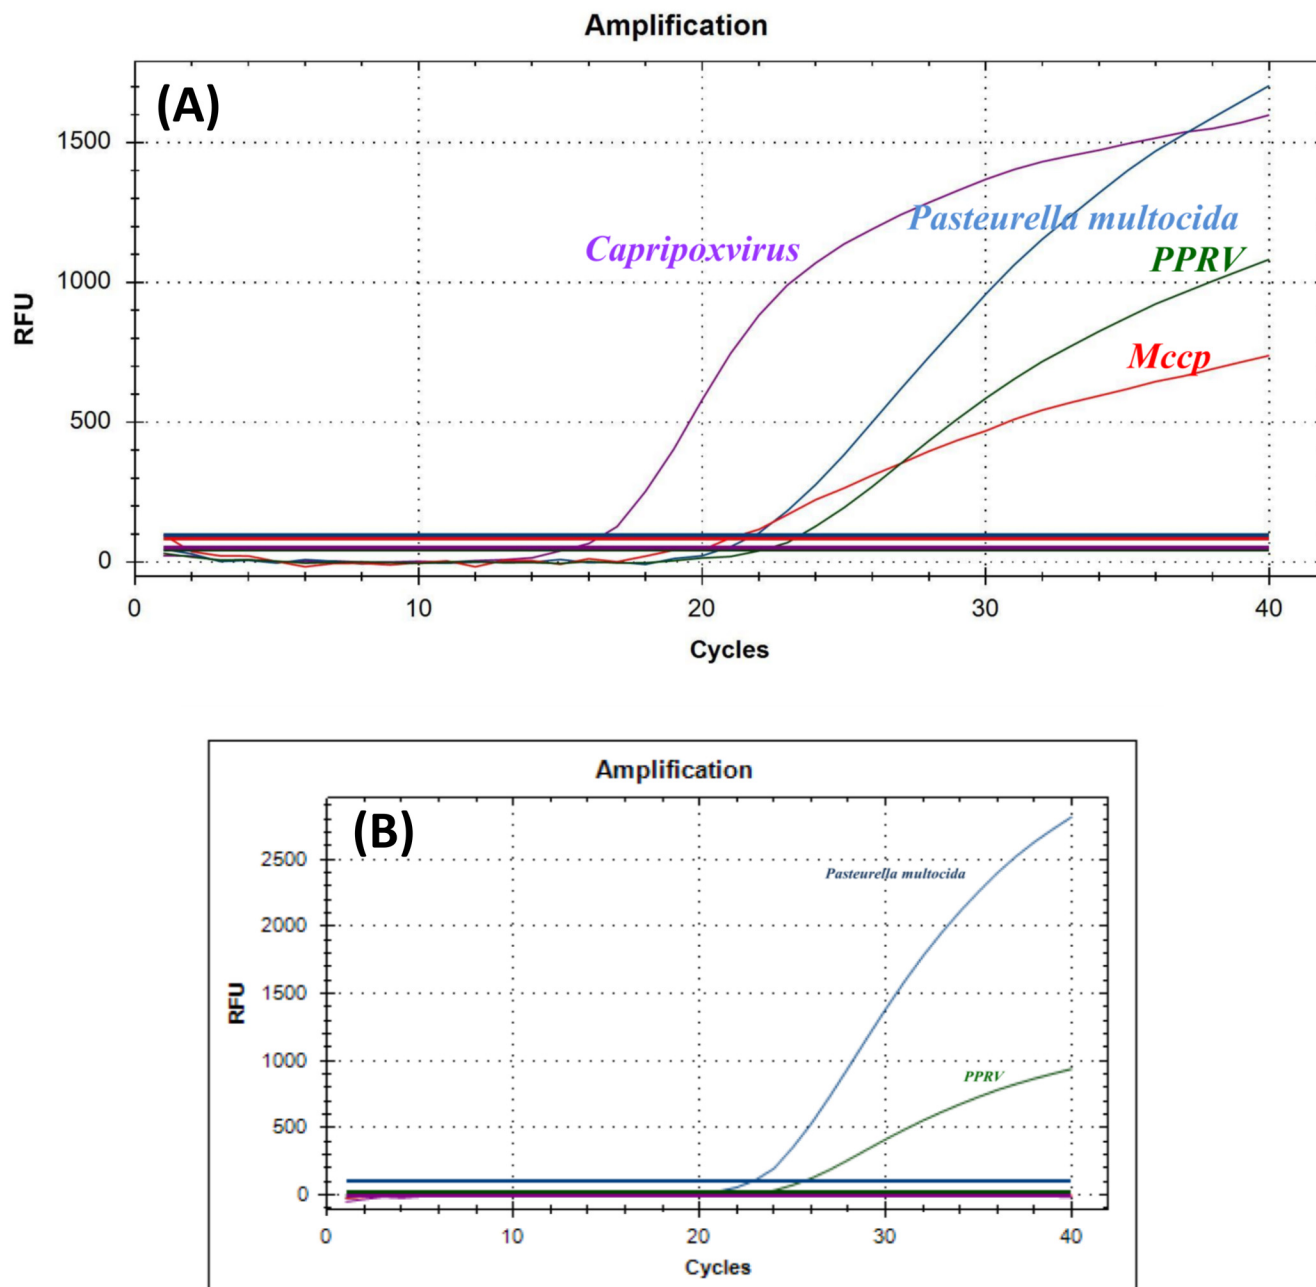 Amplification
(A)
1500
1000
500
0
RFU
Capripoxvirus
Pasteurella multocida
PPRV
Mccp
0 10 20 30 40
Cycles
Amplification
(B)
2500
2000
1500
1000
500
0
RFU
Pasteurella multocida
PPRV
0 10 20 30 40
Cycles